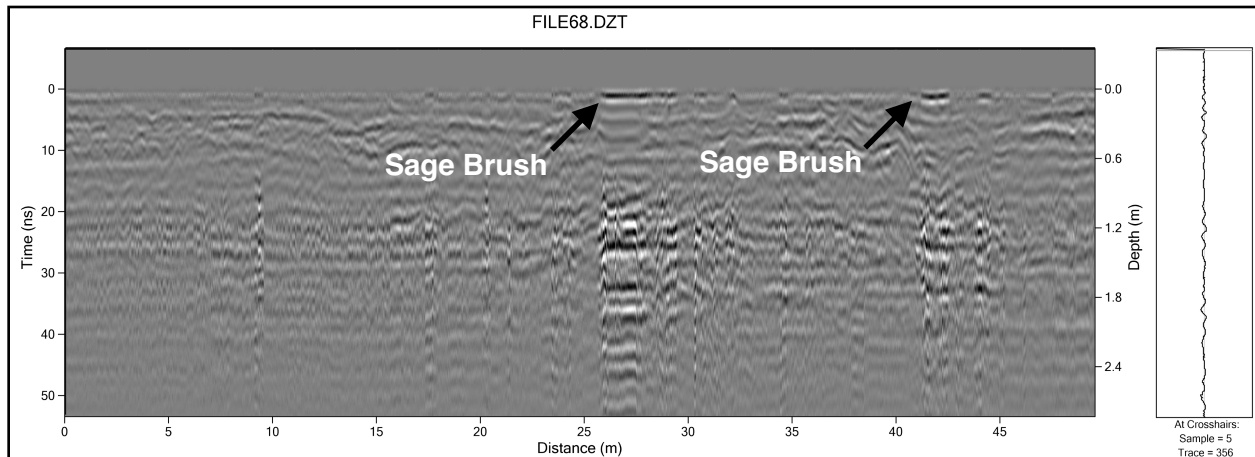 FILE68.DZT
0
10
20
30
40
50
Time (ns)
Sage Brush
Sage Brush
0.0
0.6
1.2
1.8
2.4
Depth (m)
0
5
10
15
20
25
30
35
40
45
Distance (m)
At Crosshairs:
Sample = 5
Trace = 356